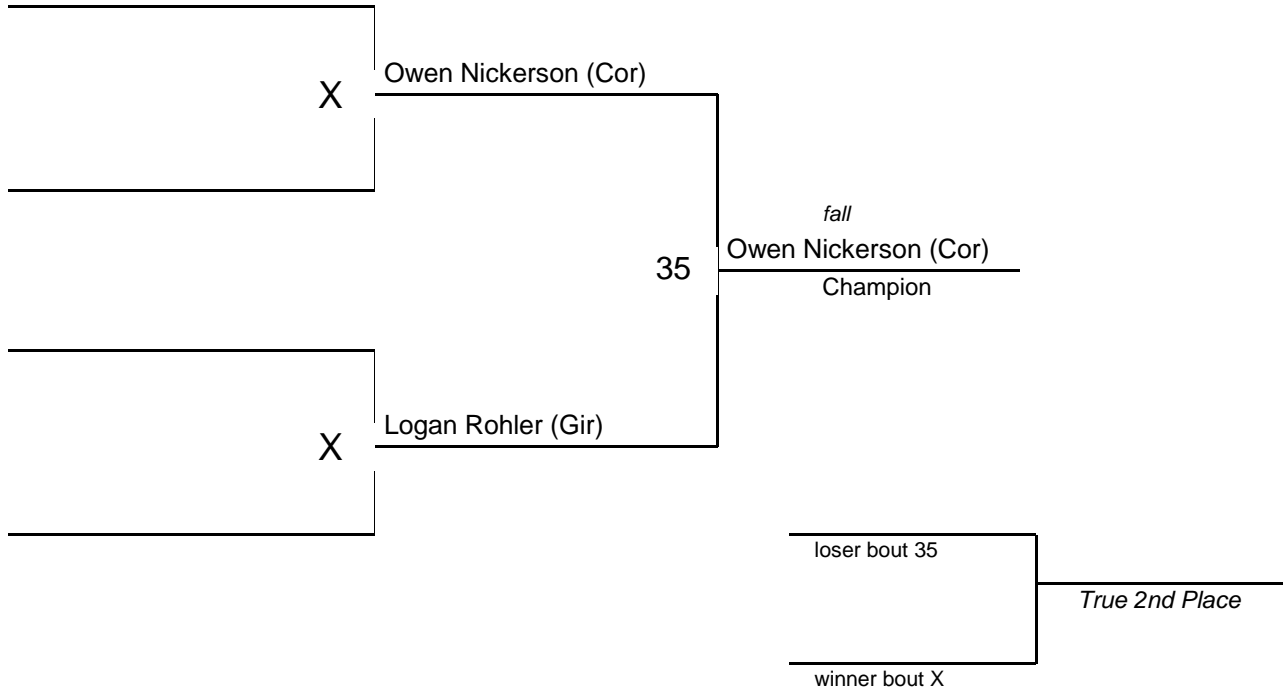 Owen Nickerson (Cor)
X
fall
Owen Nickerson (Cor)
35
Champion
Logan Rohler (Gir)
X
loser bout 35
True 2nd Place
winner bout X